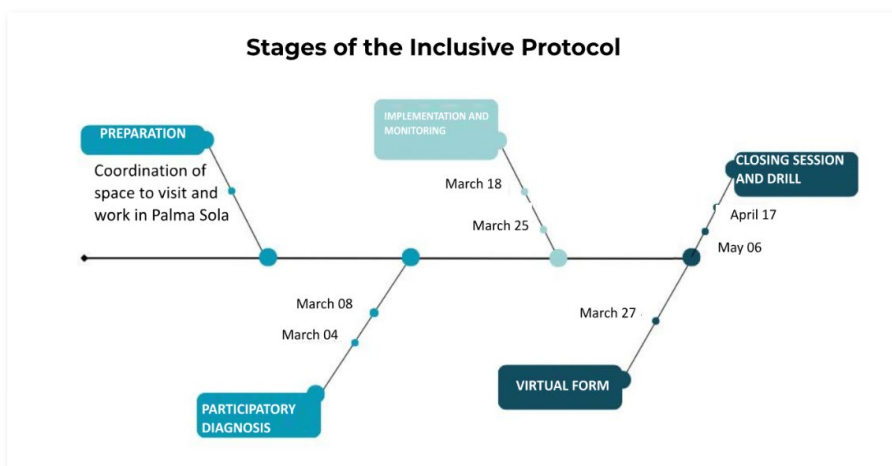 Stages of the Inclusive Protocol
PREPARATION
Coordination of
space to visit and
work in Palma Sola
IMPLEMENTATION AND
MONITORING
March 18
March 25
CLOSING SESSION
AND DRILL
April 17
May 06
March 08
March 04
PARTICIPATORY
DIAGNOSIS
March 27
VIRTUAL FORM